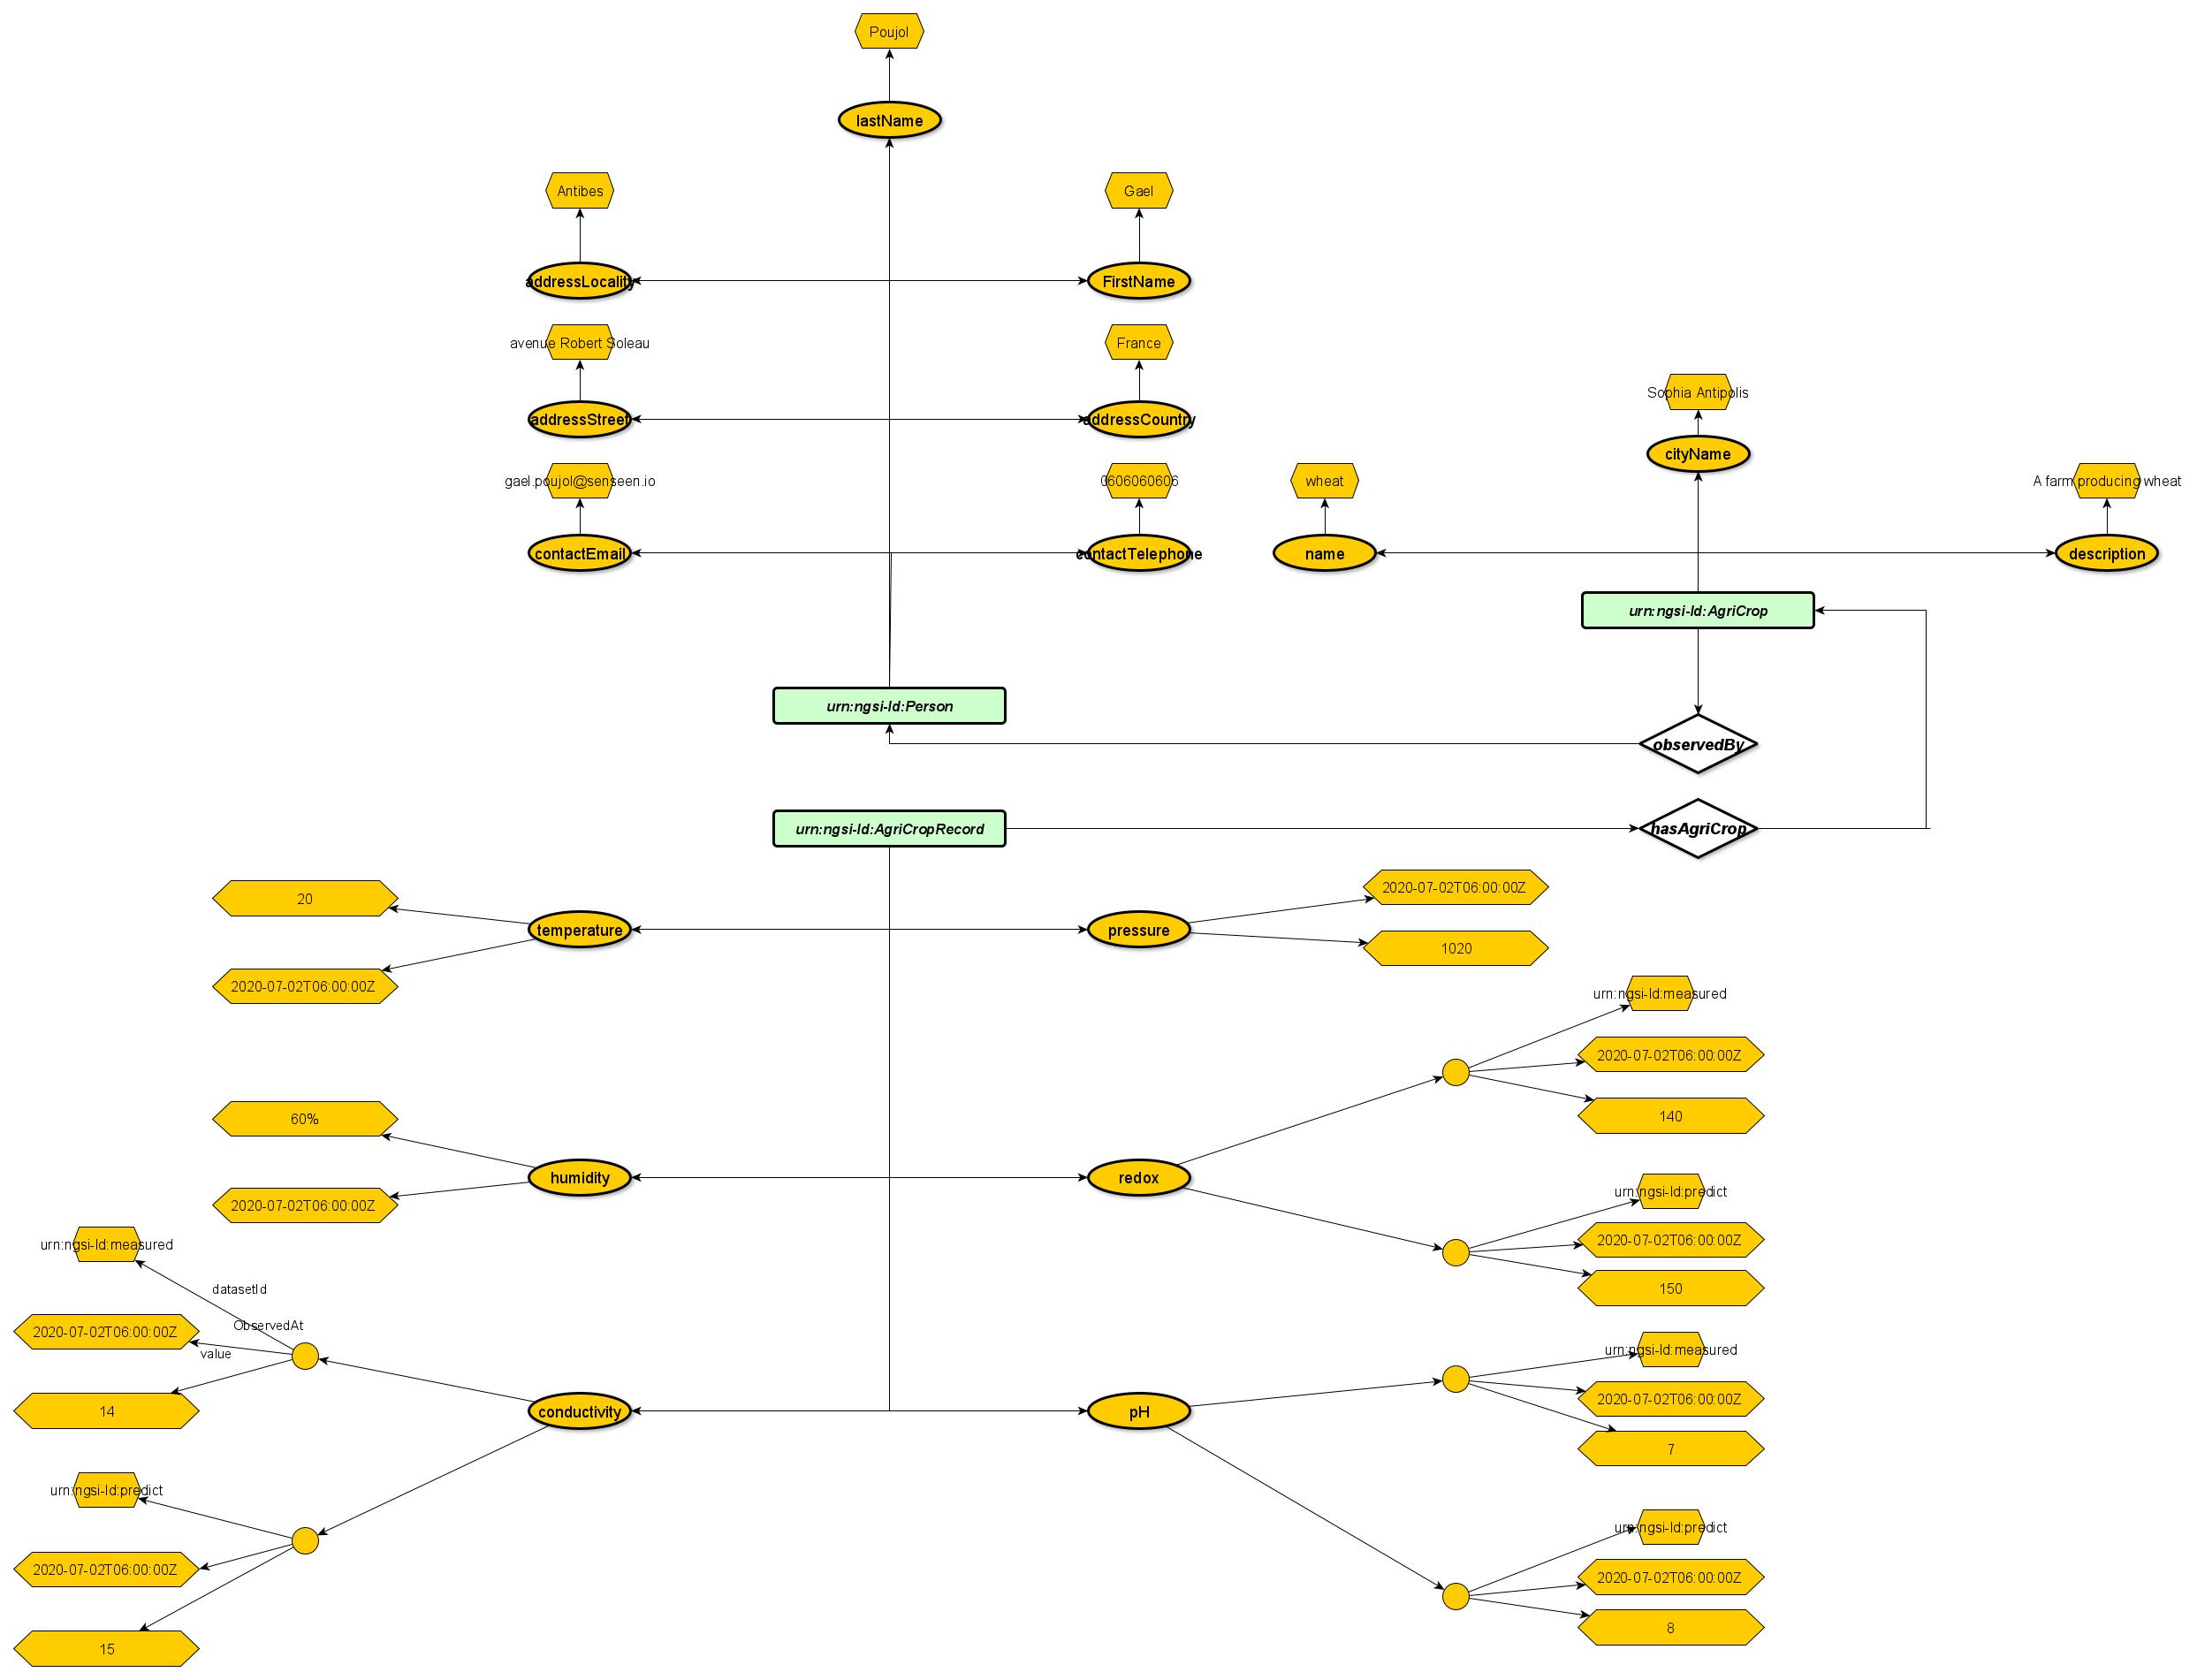 Poujol
lastName
Antibes
Gael
addressLocality
FirstName
avenue Robert Soleau
France
addressStreet
addressCountry
Sophia Antipolis
cityName
gael.poujol@senseen.io
0606060606
wheat
A farm producing wheat
contactEmail
contactTelephone
name
description
urn:ngsi-ld:AgriCrop
urn:ngsi-ld:Person
observedBy
urn:ngsi-ld:AgriCropRecord
hasAgriCrop
20
2020-07-02T06:00:00Z
temperature
pressure
1020
2020-07-02T06:00:00Z
urn:ngsi-ld:measured
2020-07-02T06:00:00Z
60%
140
humidity
redox
urn:ngsi-ld:predict
2020-07-02T06:00:00Z
2020-07-02T06:00:00Z
urn:ngsi-ld:measured
datasetId
150
ObservedAt
2020-07-02T06:00:00Z
value
urn:ngsi-ld:measured
2020-07-02T06:00:00Z
14
conductivity
pH
7
urn:ngsi-ld:predict
urn:ngsi-ld:predict
2020-07-02T06:00:00Z
2020-07-02T06:00:00Z
8
15